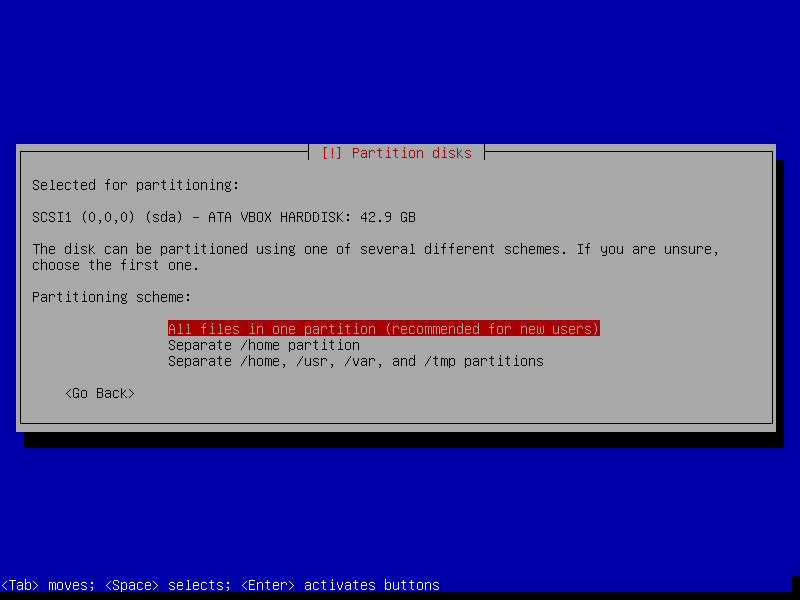 [!] Partition disks
Selected for partitioning:
SCSI1 (0,0,0) (sda) - ATA VBOX HARDDISK: 42.9 GB
The disk can be partitioned using one of several different schemes. If you are unsure,
choose the first one.
Partitioning scheme:
All files in one partition (recommended for new users)
Separate /home partition
Separate /home, /usr, /var, and /tmp partitions
<Go Back>
<Tab> moves; <Space> selects; <Enter> activates buttons